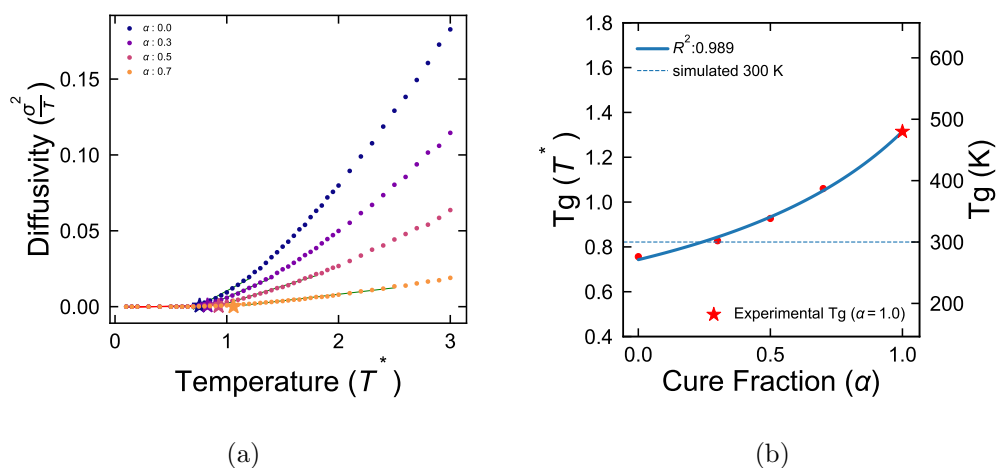 α : 0.0
α : 0.3
α : 0.5
α : 0.7
Diffusivity (σ²/τ)
0.15
0.10
0.05
0.00
0 1 2 3
Temperature (T*)
(a)
R²:0.989
simulated 300 K
Experimental Tg (α = 1.0)
Tg (T*)
1.8
1.6
1.4
1.2
1.0
0.8
0.6
0.4
Tg (K)
600
500
400
300
200
0.0 0.5 1.0
Cure Fraction (α)
(b)